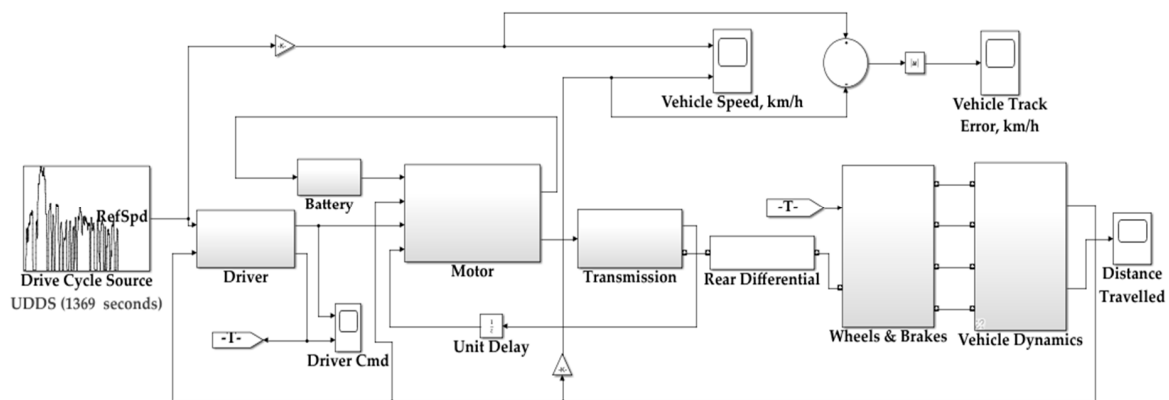 -K-
Vehicle Speed, km/h
+
-
|u|
Vehicle Track
Error, km/h
RefSpd
Drive Cycle Source
UDDS (1369 seconds)
Driver
Battery
Motor
Transmission
Rear Differential
-T-
Wheels & Brakes
Vehicle Dynamics
Distance
Travelled
-T-
Driver Cmd
Unit Delay
-K-